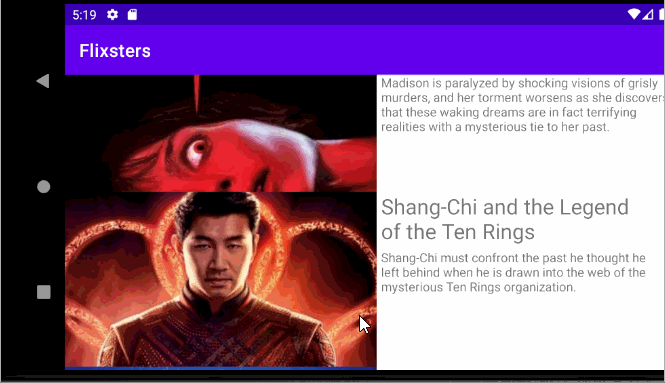 5:19
Flixsters
Madison is paralyzed by shocking visions of grisly
murders, and her torment worsens as she discovers
that these waking dreams are in fact terrifying
realities with a mysterious tie to her past.
Shang-Chi and the Legend
of the Ten Rings
Shang-Chi must confront the past he thought he
left behind when he is drawn into the web of the
mysterious Ten Rings organization.